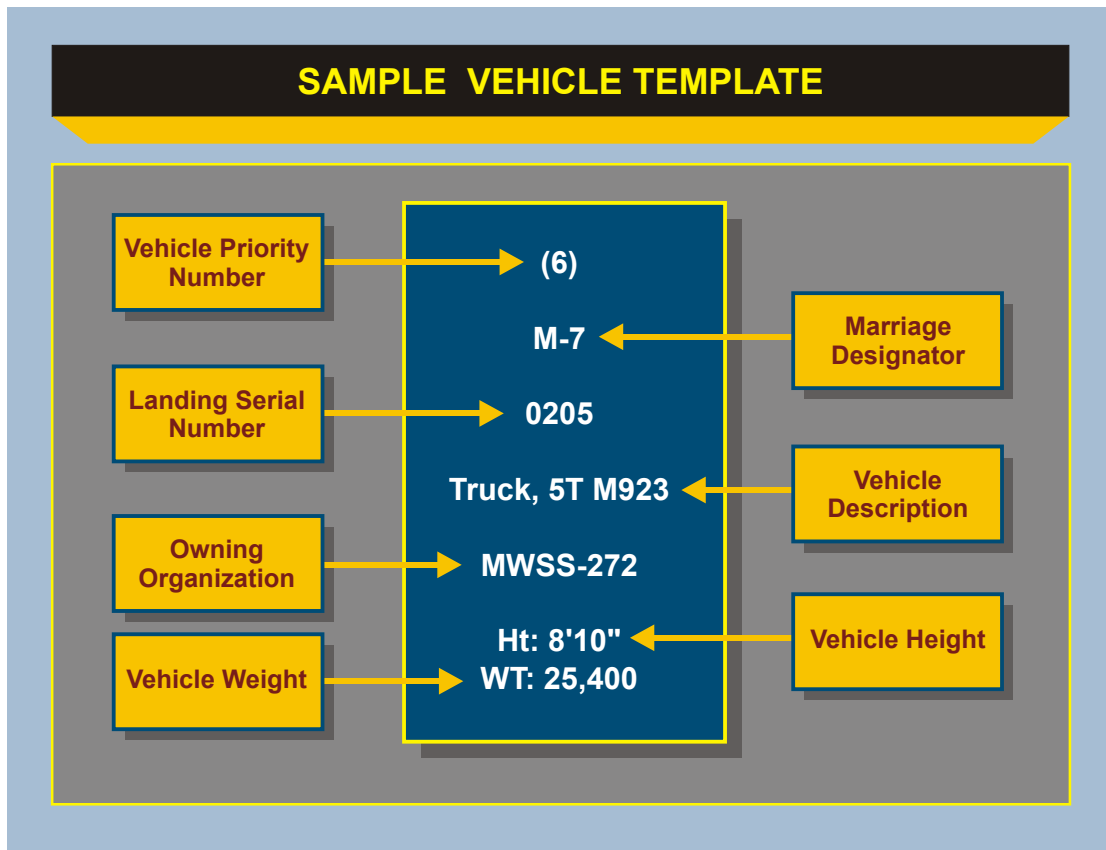 SAMPLE VEHICLE TEMPLATE
Vehicle Priority
Number
(6)
M-7
Marriage
Designator
Landing Serial
Number
0205
Truck, 5T M923
Vehicle
Description
Owning
Organization
MWSS-272
Ht: 8'10"
Vehicle Height
Vehicle Weight
WT: 25,400